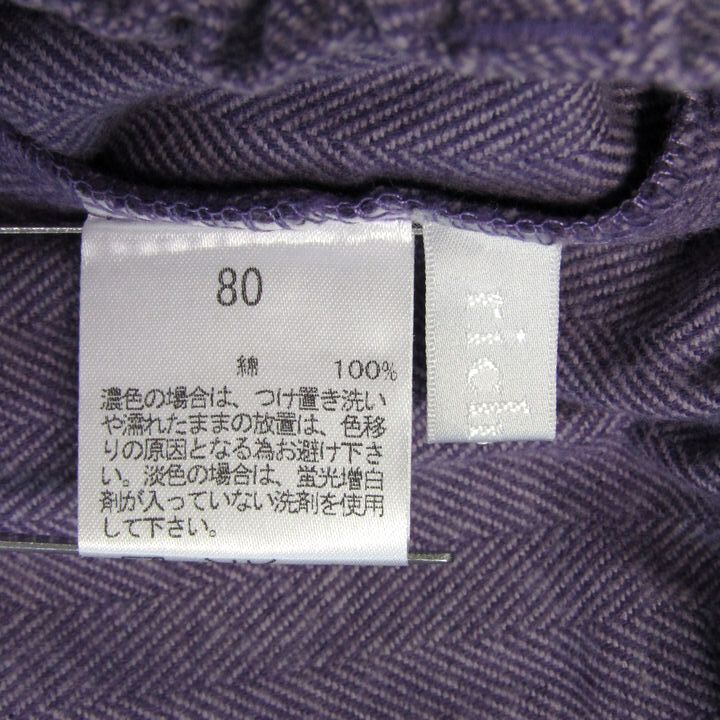 80
綿 100%
濃色の場合は、つけ置き洗い
や濡れたままの放置は、色移
りの原因となる為お避け下さ
い。淡色の場合は、蛍光増白
剤が入っていない洗剤を使用
して下さい。
rich